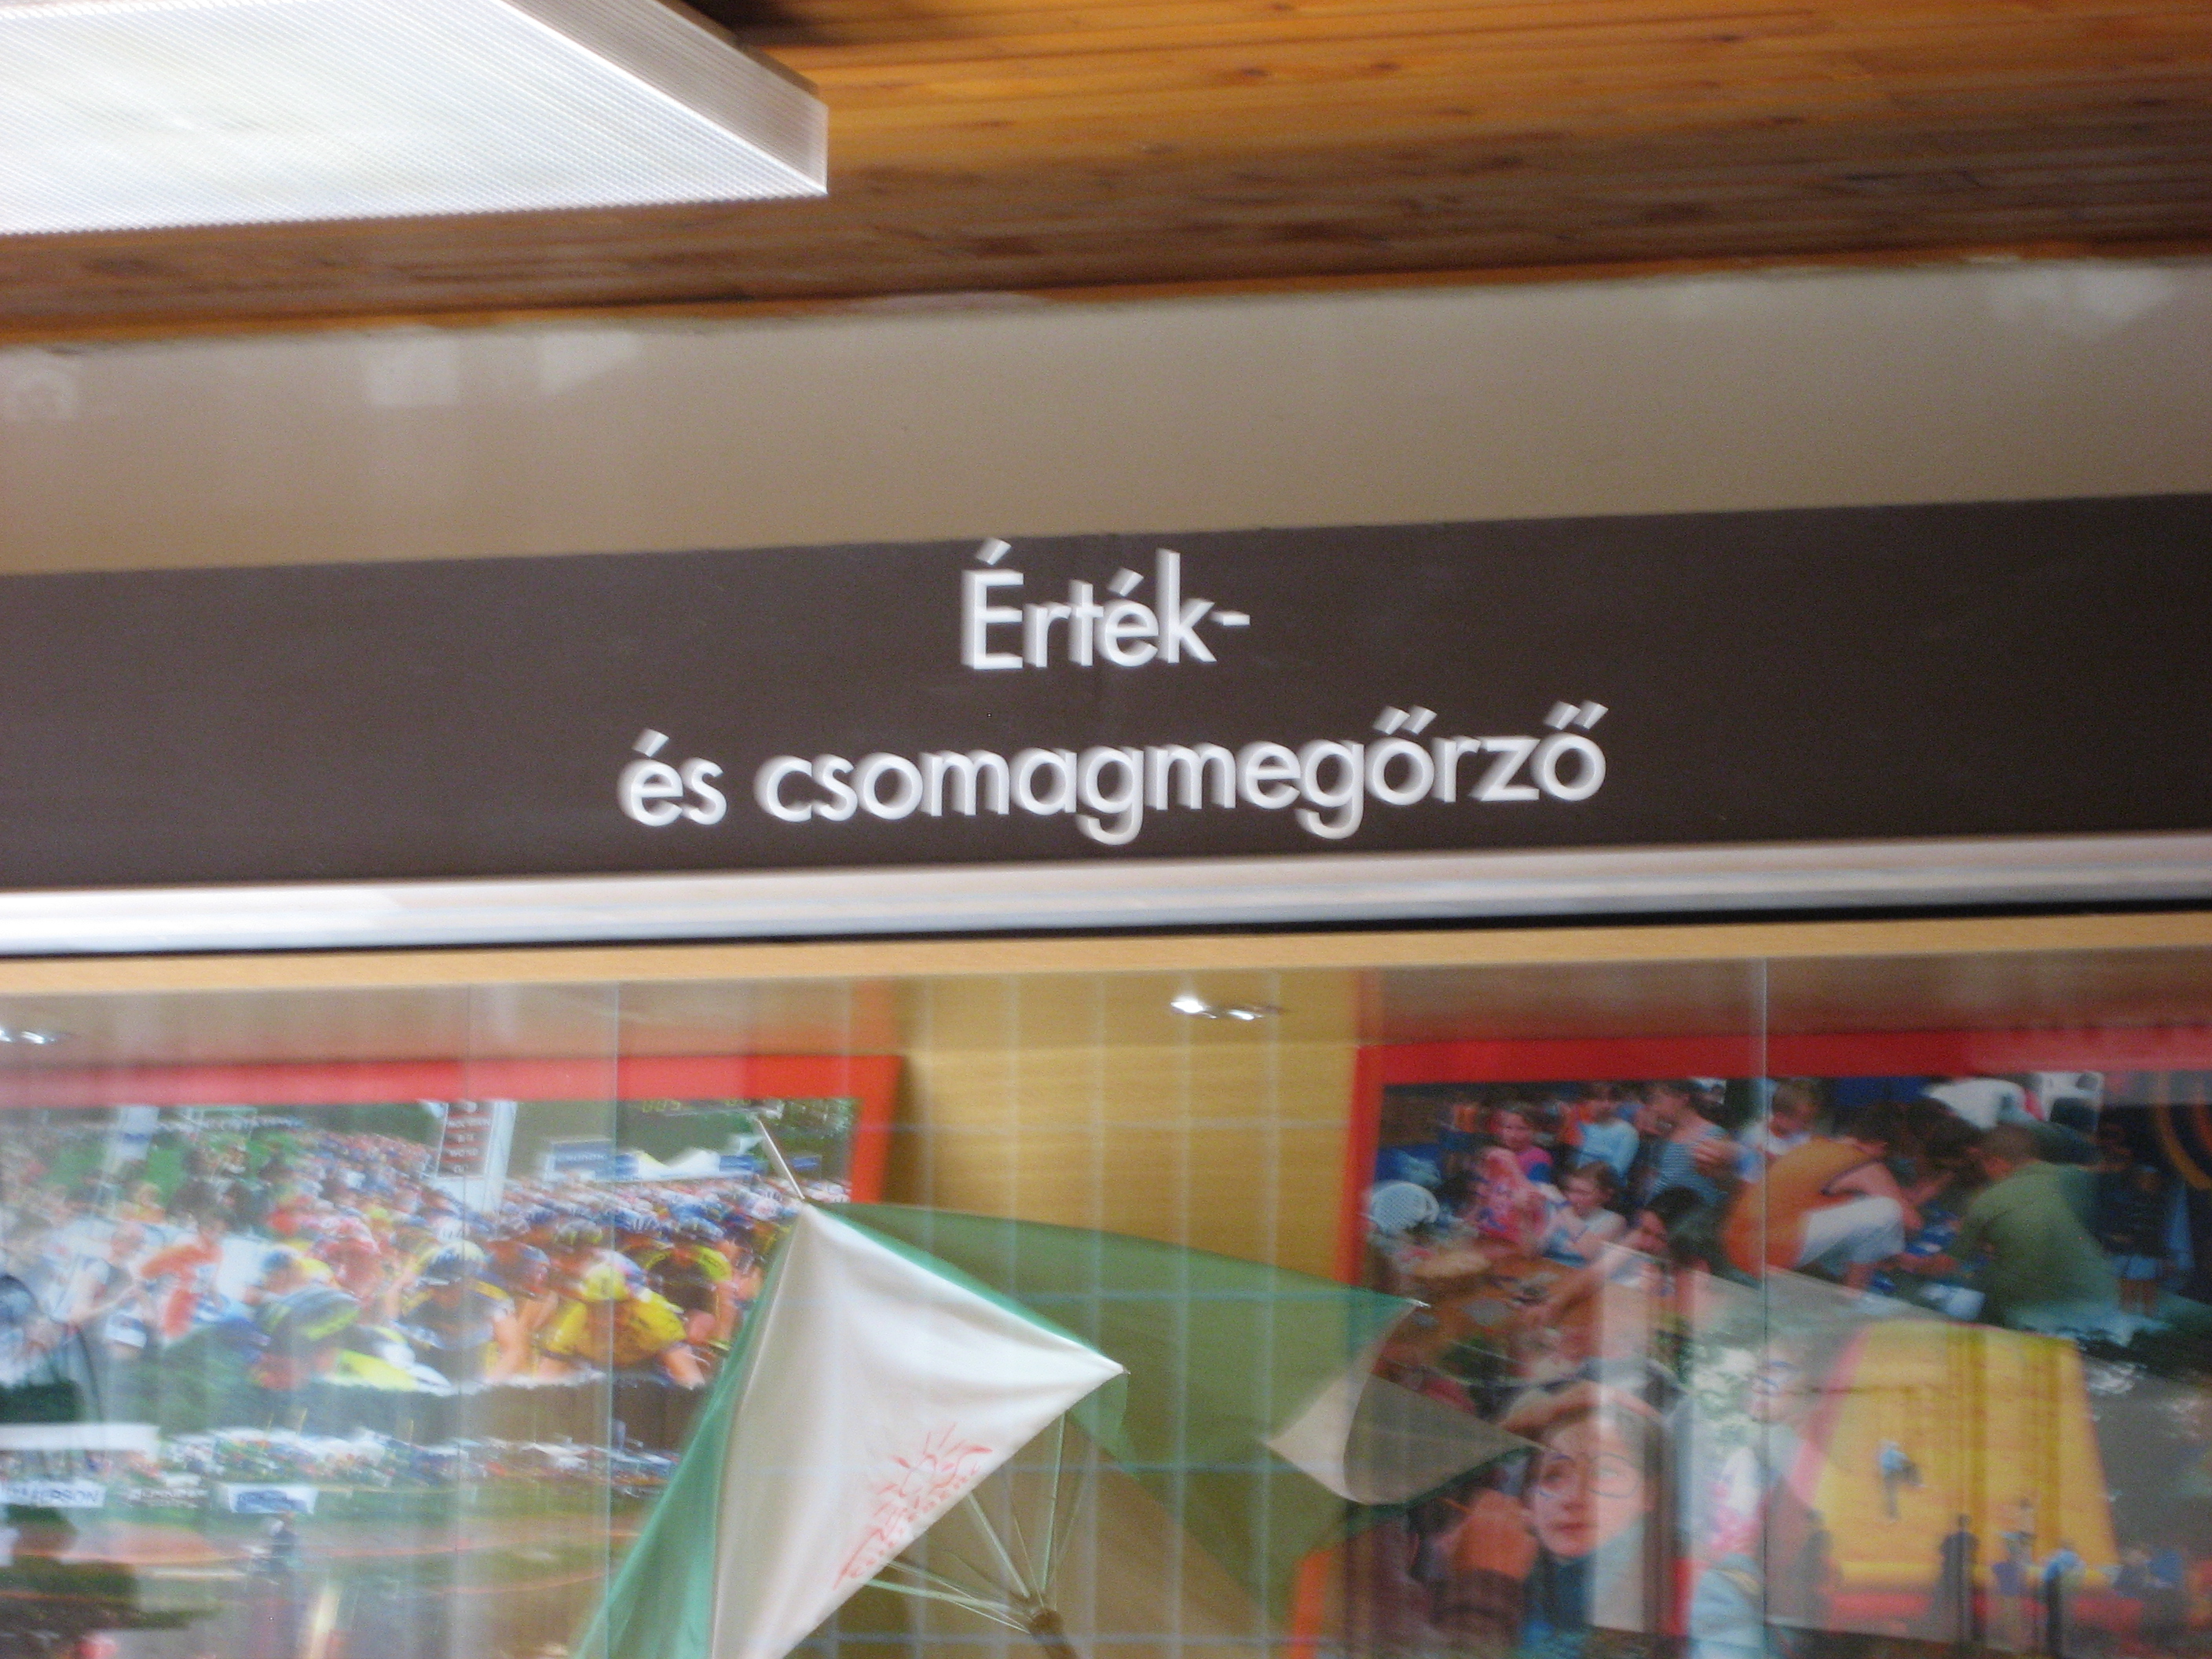 Érték-
és csomagmegőrző